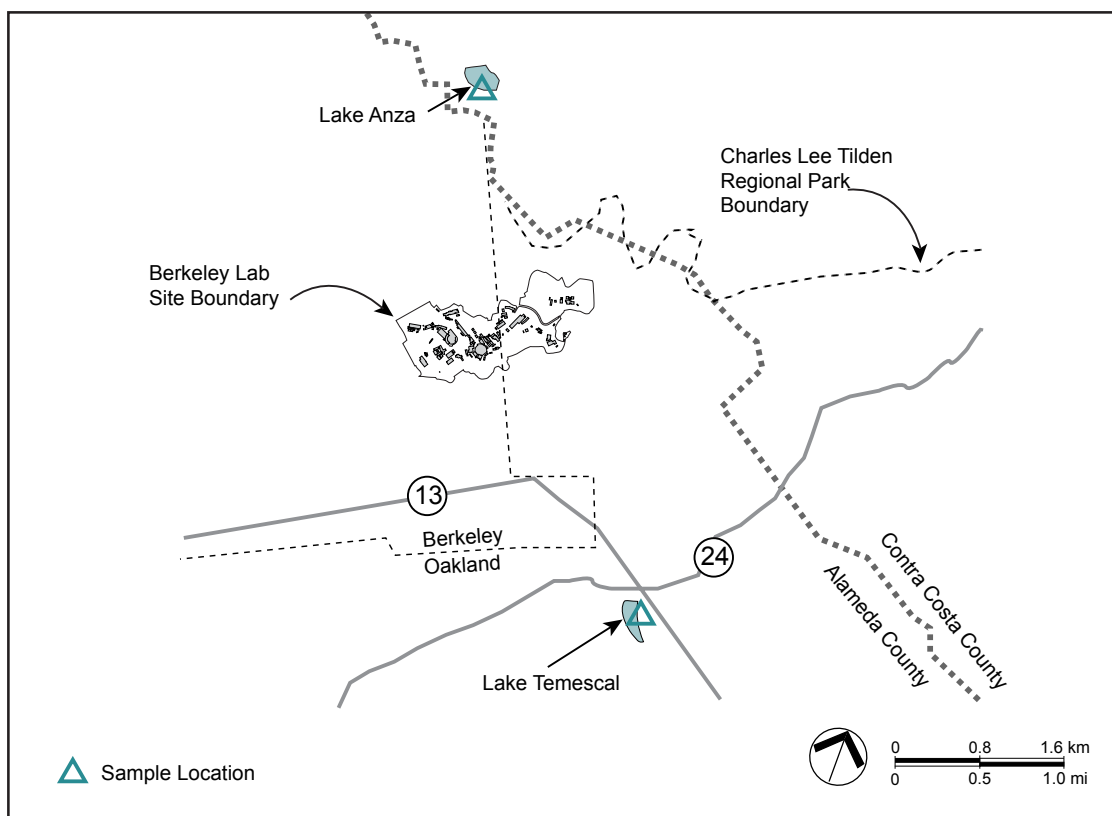 Lake Anza
Charles Lee Tilden
Regional Park
Boundary
Berkeley Lab
Site Boundary
13
Berkeley
Oakland
24
Contra Costa County
Alameda County
Lake Temescal
Sample Location
0 0.8 1.6 km
0 0.5 1.0 mi